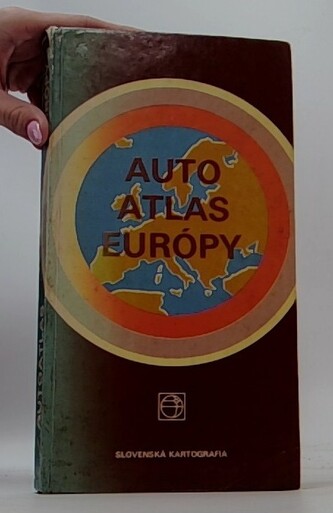 AUTO
ATLAS
EURÓPY
SLOVENSKÁ KARTOGRAFIA
AUTOATLAS